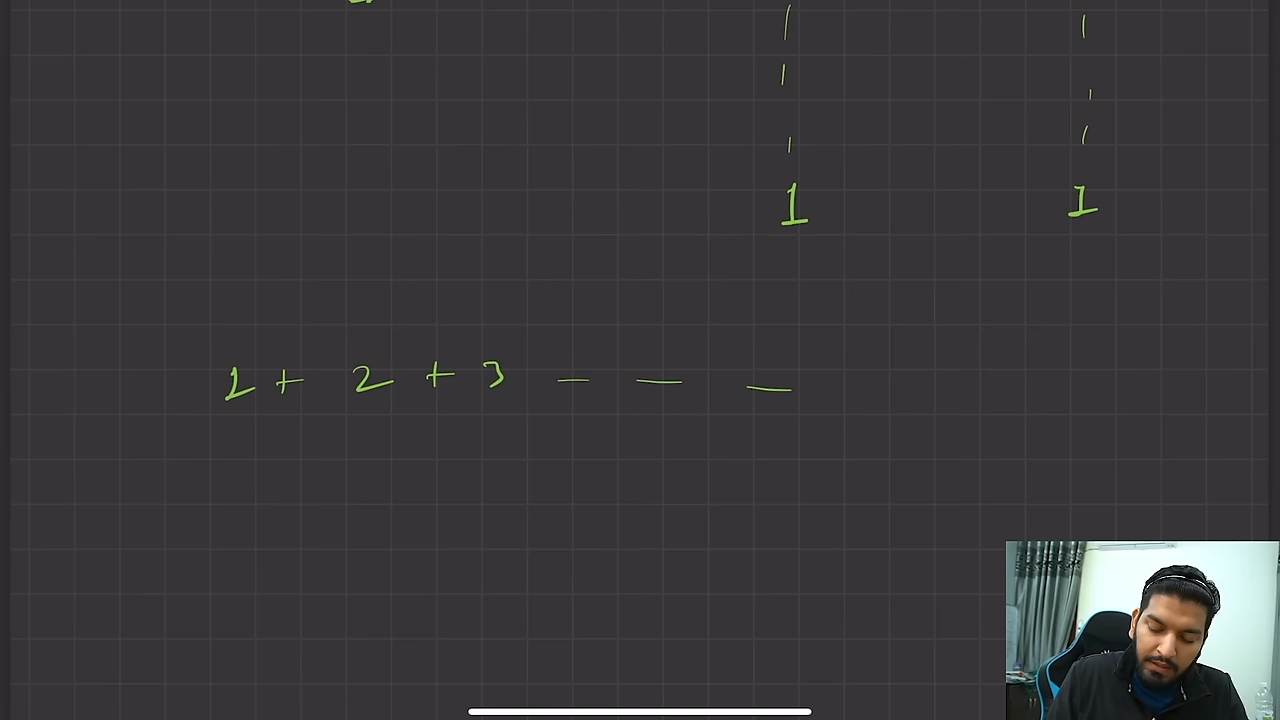 1 1
1 + 2 + 3 — — —